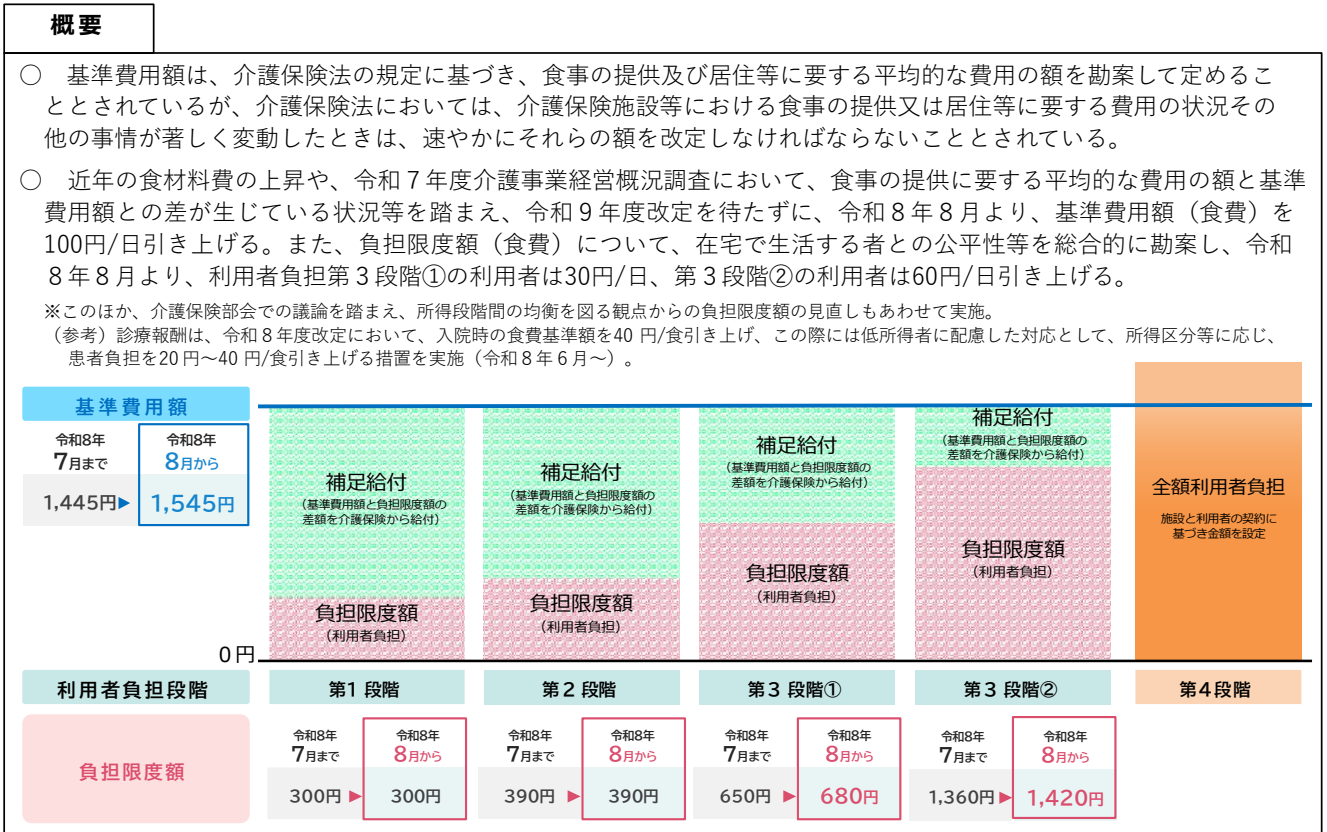 概要
○ 基準費用額は、介護保険法の規定に基づき、食事の提供及び居住等に要する平均的な費用の額を勘案して定めるこ
ととされているが、介護保険法においては、介護保険施設等における食事の提供又は居住等に要する費用の状況その
他の事情が著しく変動したときは、速やかにそれらの額を改定しなければならないこととされている。
○ 近年の食材料費の上昇や、令和７年度介護事業経営概況調査において、食事の提供に要する平均的な費用の額と基準
費用額との差が生じている状況等を踏まえ、令和９年度改定を待たずに、令和８年８月より、基準費用額（食費）を
100円/日引き上げる。また、負担限度額（食費）について、在宅で生活する者との公平性等を総合的に勘案し、令和
８年８月より、利用者負担第３段階①の利用者は30円/日、第３段階②の利用者は60円/日引き上げる。
※このほか、介護保険部会での議論を踏まえ、所得段階間の均衡を図る観点からの負担限度額の見直しもあわせて実施。
（参考）診療報酬は、令和８年度改定において、入院時の食費基準額を40 円/食引き上げ、この際には低所得者に配慮した対応として、所得区分等に応じ、
患者負担を20 円～40 円/食引き上げる措置を実施（令和８年６月～）。
基準費用額
令和8年 令和8年
7月まで 8月から
1,445円▶ 1,545円
補足給付
（基準費用額と負担限度額の
差額を介護保険から給付）
負担限度額
（利用者負担）
補足給付
（基準費用額と負担限度額の
差額を介護保険から給付）
負担限度額
（利用者負担）
補足給付
（基準費用額と負担限度額の
差額を介護保険から給付）
負担限度額
（利用者負担）
補足給付
（基準費用額と負担限度額の
差額を介護保険から給付）
負担限度額
（利用者負担）
全額利用者負担
施設と利用者の契約に
基づき金額を設定
０円
利用者負担段階 第1 段階 第２ 段階 第３ 段階① 第３ 段階② 第４段階
負担限度額
令和8年 令和8年 令和8年 令和8年 令和8年 令和8年 令和8年 令和8年
7月まで 8月から 7月まで 8月から 7月まで 8月から 7月まで 8月から
300円 ▶ 300円 390円 ▶ 390円 650円 ▶ 680円 1,360円 ▶ 1,420円